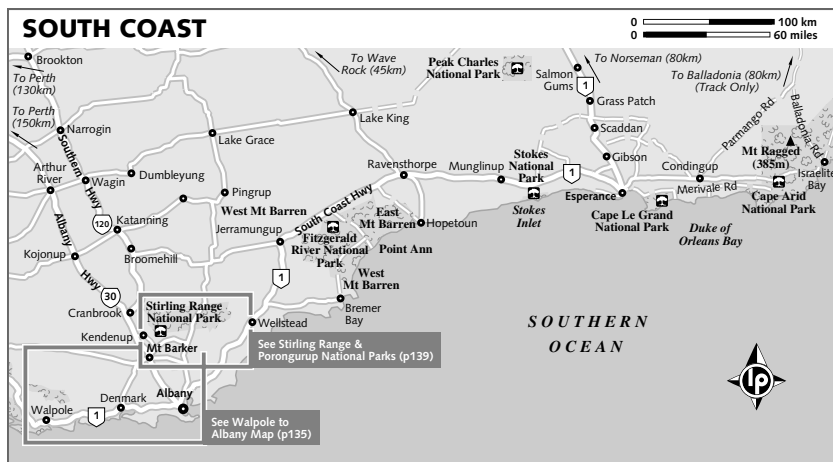 SOUTH COAST
0 100 km
0 60 miles
Brookton
To Perth
(130km)
To Perth
(150km)
Narrogin
To Wave
Rock (45km)
Peak Charles
National Park
Salmon
Gums
To Norseman (80km)
1
Grass Patch
Scaddan
Gibson
To Balladonia (80km)
(Track Only)
Parmango Rd
Balladonia Rd
Mt Ragged
(385m)
Israelite
Bay
Lake Grace
Lake King
Arthur
River
Wagin
Southern
Hwy
Dumbleyung
Pingrup
Ravensthorpe
Munglinup
Stokes
National
Park
1
Condingup
Merivale Rd
Esperance
Cape Arid
National Park
Cape Le Grand
National Park
Duke of
Orleans Bay
Stokes
Inlet
120
Katanning
Albany
Hwy
Kojonup
Broomehill
West Mt Barren
South Coast Hwy
Jerramungup
East
Mt Barren
Hopetoun
Fitzgerald
River National
Park
Point Ann
West
Mt Barren
1
Bremer
Bay
30
Cranbrook
Stirling Range
National Park
Kendenup
Mt Barker
Wellstead
See Stirling Range &
Porongurup National Parks (p139)
SOUTHERN
OCEAN
Denmark
Albany
Walpole
1
See Walpole to
Albany Map (p135)
lp